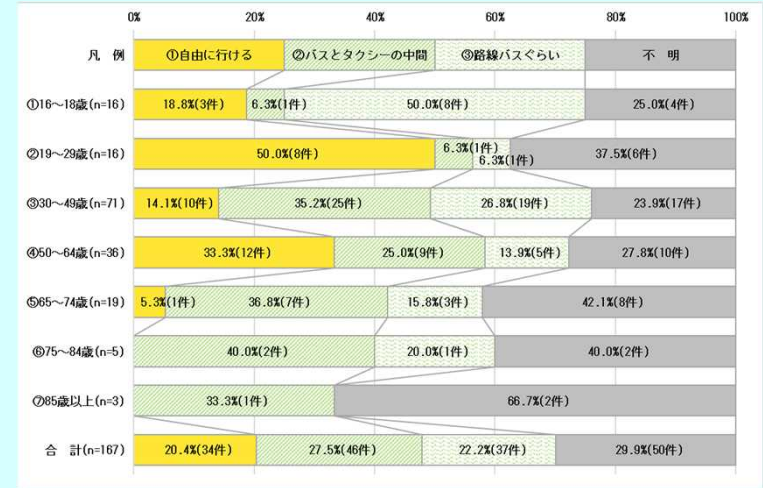 0% 20% 40% 60% 80% 100%
凡 例 ①自由に行ける ②バスとタクシーの中間 ③路線バスぐらい 不 明
①16～18歳(n=16) 18.8%(3件) 6.3%(1件) 50.0%(8件) 25.0%(4件)
②19～29歳(n=16) 50.0%(8件) 6.3%(1件) 6.3%(1件) 37.5%(6件)
③30～49歳(n=71) 14.1%(10件) 35.2%(25件) 26.8%(19件) 23.9%(17件)
④50～64歳(n=36) 33.3%(12件) 25.0%(9件) 13.9%(5件) 27.8%(10件)
⑤65～74歳(n=19) 5.3%(1件) 36.8%(7件) 15.8%(3件) 42.1%(8件)
⑥75～84歳(n=5) 40.0%(2件) 20.0%(1件) 40.0%(2件)
⑦85歳以上(n=3) 33.3%(1件) 66.7%(2件)
合 計(n=167) 20.4%(34件) 27.5%(46件) 22.2%(37件) 29.9%(50件)